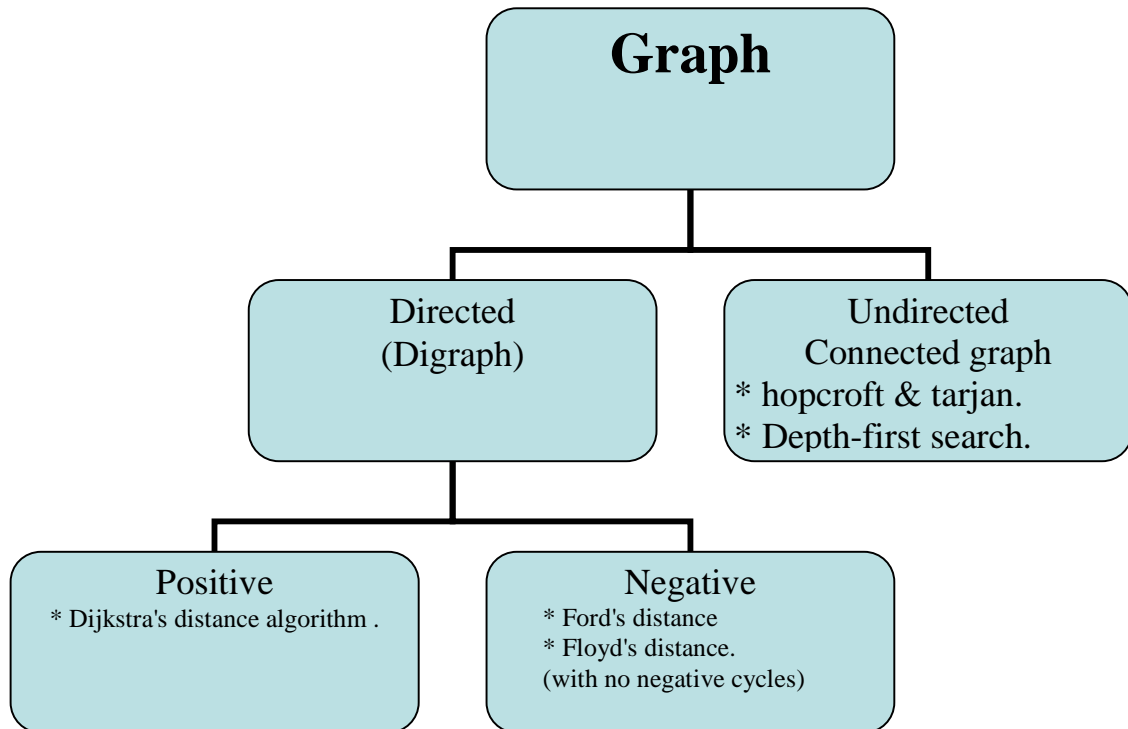 Graph
Directed
(Digraph)
Undirected
Connected graph
* hopcroft & tarjan.
* Depth-first search.
Positive
* Dijkstra's distance algorithm .
Negative
* Ford's distance
* Floyd's distance.
(with no negative cycles)